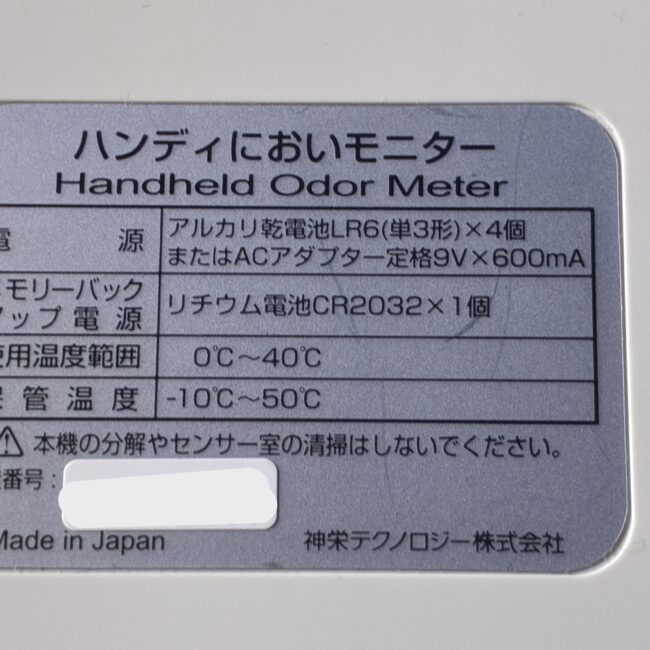 ハンディにおいモニター
Handheld Odor Meter
電 源 アルカリ乾電池LR6(単3形)×4個
またはACアダプター定格9V×600mA
モリーバック
アップ電源 リチウム電池CR2032×1個
使用温度範囲 0℃～40℃
保管温度 -10℃～50℃
⚠ 本機の分解やセンサー室の清掃はしないでください。
番号:
Made in Japan 神栄テクノロジー株式会社